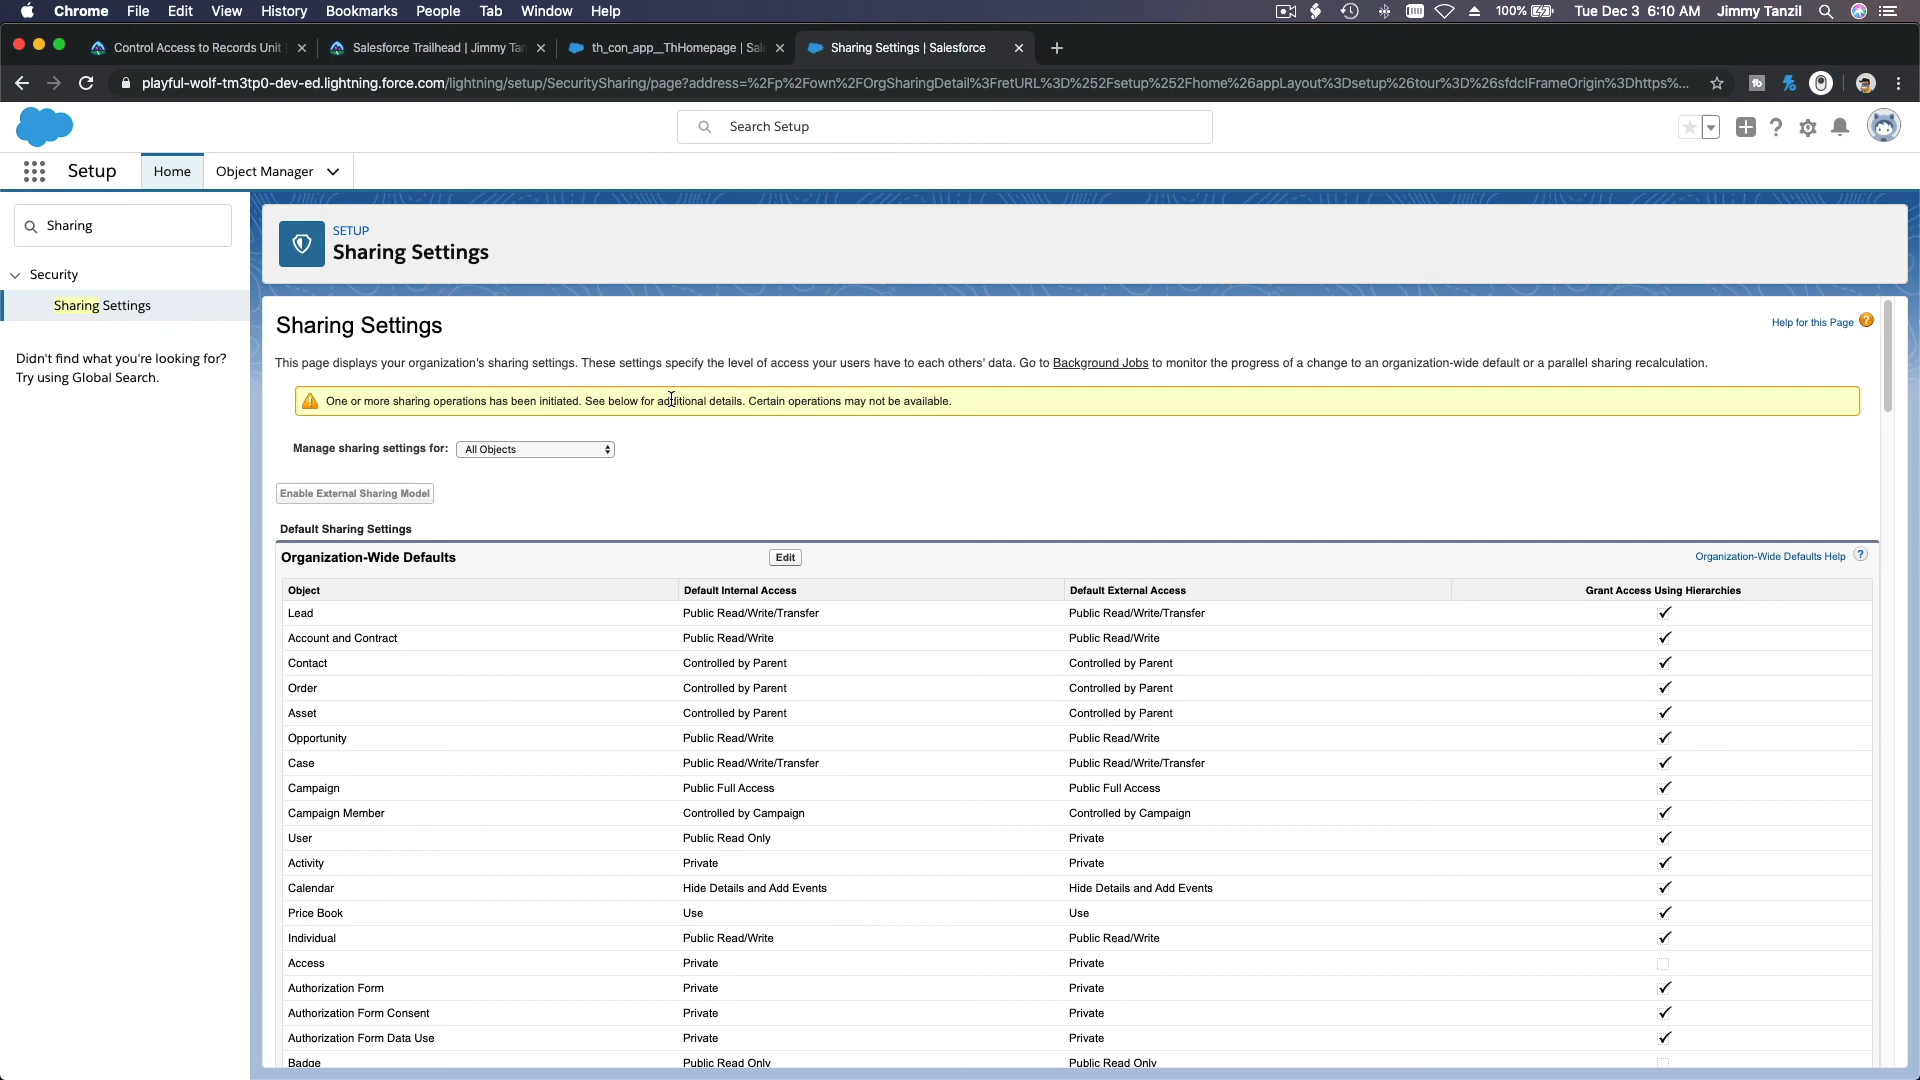 Chrome File Edit View History Bookmarks People Tab Window Help 100% Tue Dec 3 6:10 AM Jimmy Tanzil
Control Access to Records Unit Salesforce Trailhead | Jimmy Tan th_con_app__ThHomepage | Sal Sharing Settings | Salesforce
playful-wolf-tm3tp0-dev-ed.lightning.force.com/lightning/setup/SecuritySharing/page?address=%2Fp%2Fown%2FOrgSharingDetail%3FretURL%3D%252Fsetup%252Fhome%26appLayout%3Dsetup%26tour%3D%26sfdcIFrameOrigin%3Dhttps%...
Search Setup
Setup Home Object Manager
Sharing
Security
Sharing Settings
Didn't find what you're looking for?
Try using Global Search.
SETUP
Sharing Settings
Sharing Settings
Help for this Page
This page displays your organization's sharing settings. These settings specify the level of access your users have to each others' data. Go to Background Jobs to monitor the progress of a change to an organization-wide default or a parallel sharing recalculation.
One or more sharing operations has been initiated. See below for additional details. Certain operations may not be available.
Manage sharing settings for: All Objects
Enable External Sharing Model
Default Sharing Settings
Organization-Wide Defaults Edit Organization-Wide Defaults Help ?
Object Default Internal Access Default External Access Grant Access Using Hierarchies
Lead Public Read/Write/Transfer Public Read/Write/Transfer
Account and Contract Public Read/Write Public Read/Write
Contact Controlled by Parent Controlled by Parent
Order Controlled by Parent Controlled by Parent
Asset Controlled by Parent Controlled by Parent
Opportunity Public Read/Write Public Read/Write
Case Public Read/Write/Transfer Public Read/Write/Transfer
Campaign Public Full Access Public Full Access
Campaign Member Controlled by Campaign Controlled by Campaign
User Public Read Only Private
Activity Private Private
Calendar Hide Details and Add Events Hide Details and Add Events
Price Book Use Use
Individual Public Read/Write Public Read/Write
Access Private Private
Authorization Form Private Private
Authorization Form Consent Private Private
Authorization Form Data Use Private Private
Badge Public Read Only Public Read Only